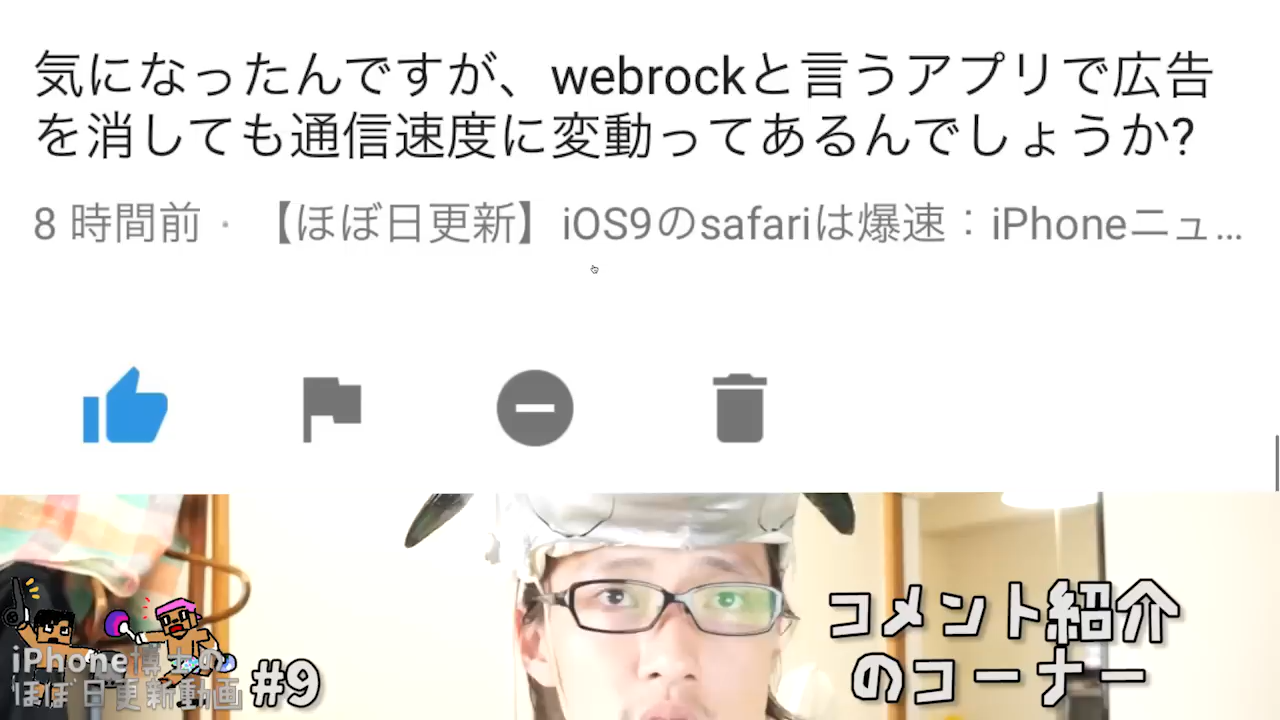 気になったんですが、webrockと言うアプリで広告
を消しても通信速度に変動ってあるんでしょうか?
8 時間前 · 【ほぼ日更新】iOS9のsafariは爆速：iPhoneニュ...
コメント紹介
のコーナー
iPhone博士の
ほぼ日更新動画 #9